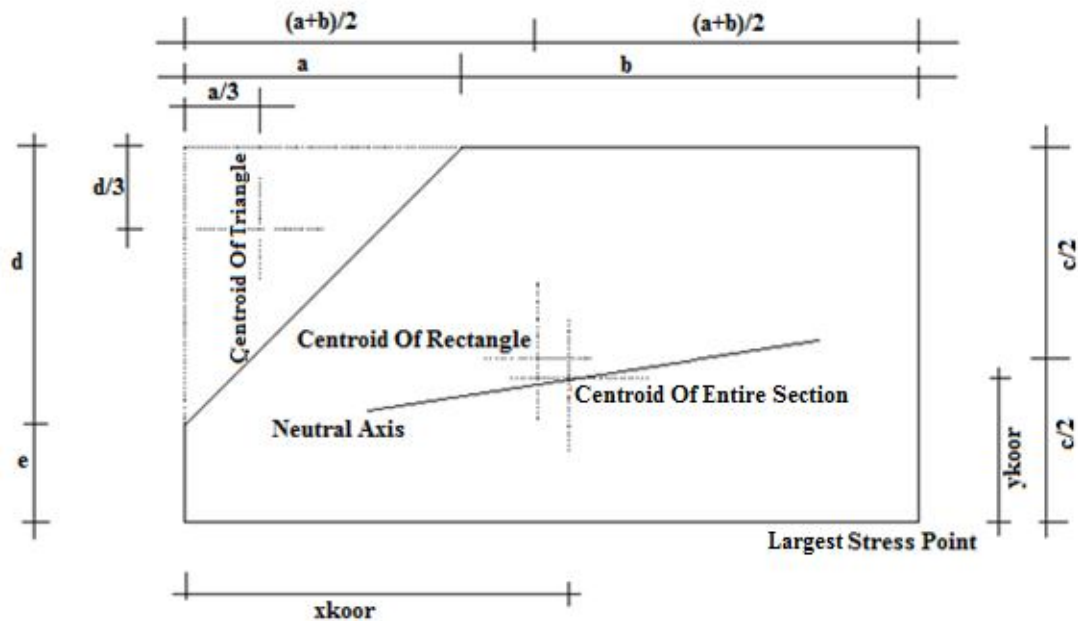 (a+b)/2
(a+b)/2
a
b
a/3
d/3
d
e
Centroid Of Triangle
Centroid Of Rectangle
Centroid Of Entire Section
Neutral Axis
c/2
c/2
ykoor
Largest Stress Point
xkoor